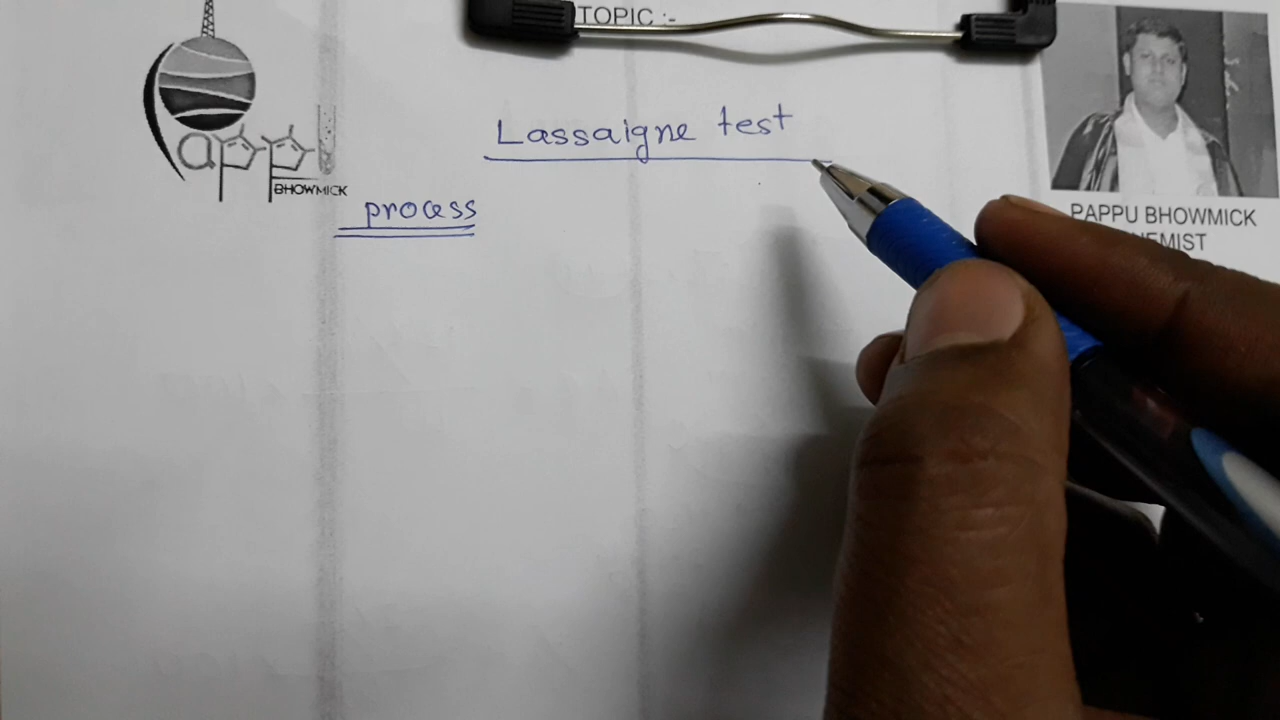 TOPIC :-
Lassaigne test
BHOWMICK
process
PAPPU BHOWMICK